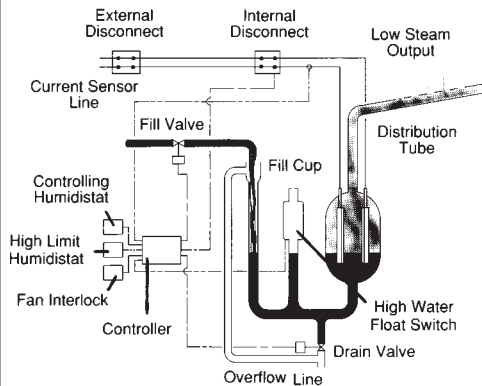 External
Disconnect
Internal
Disconnect
Low Steam
Output
Current Sensor
Line
Fill Valve
Distribution
Tube
Fill Cup
Controlling
Humidistat
High Limit
Humidistat
Fan Interlock
Controller
High Water
Float Switch
Drain Valve
Overflow Line